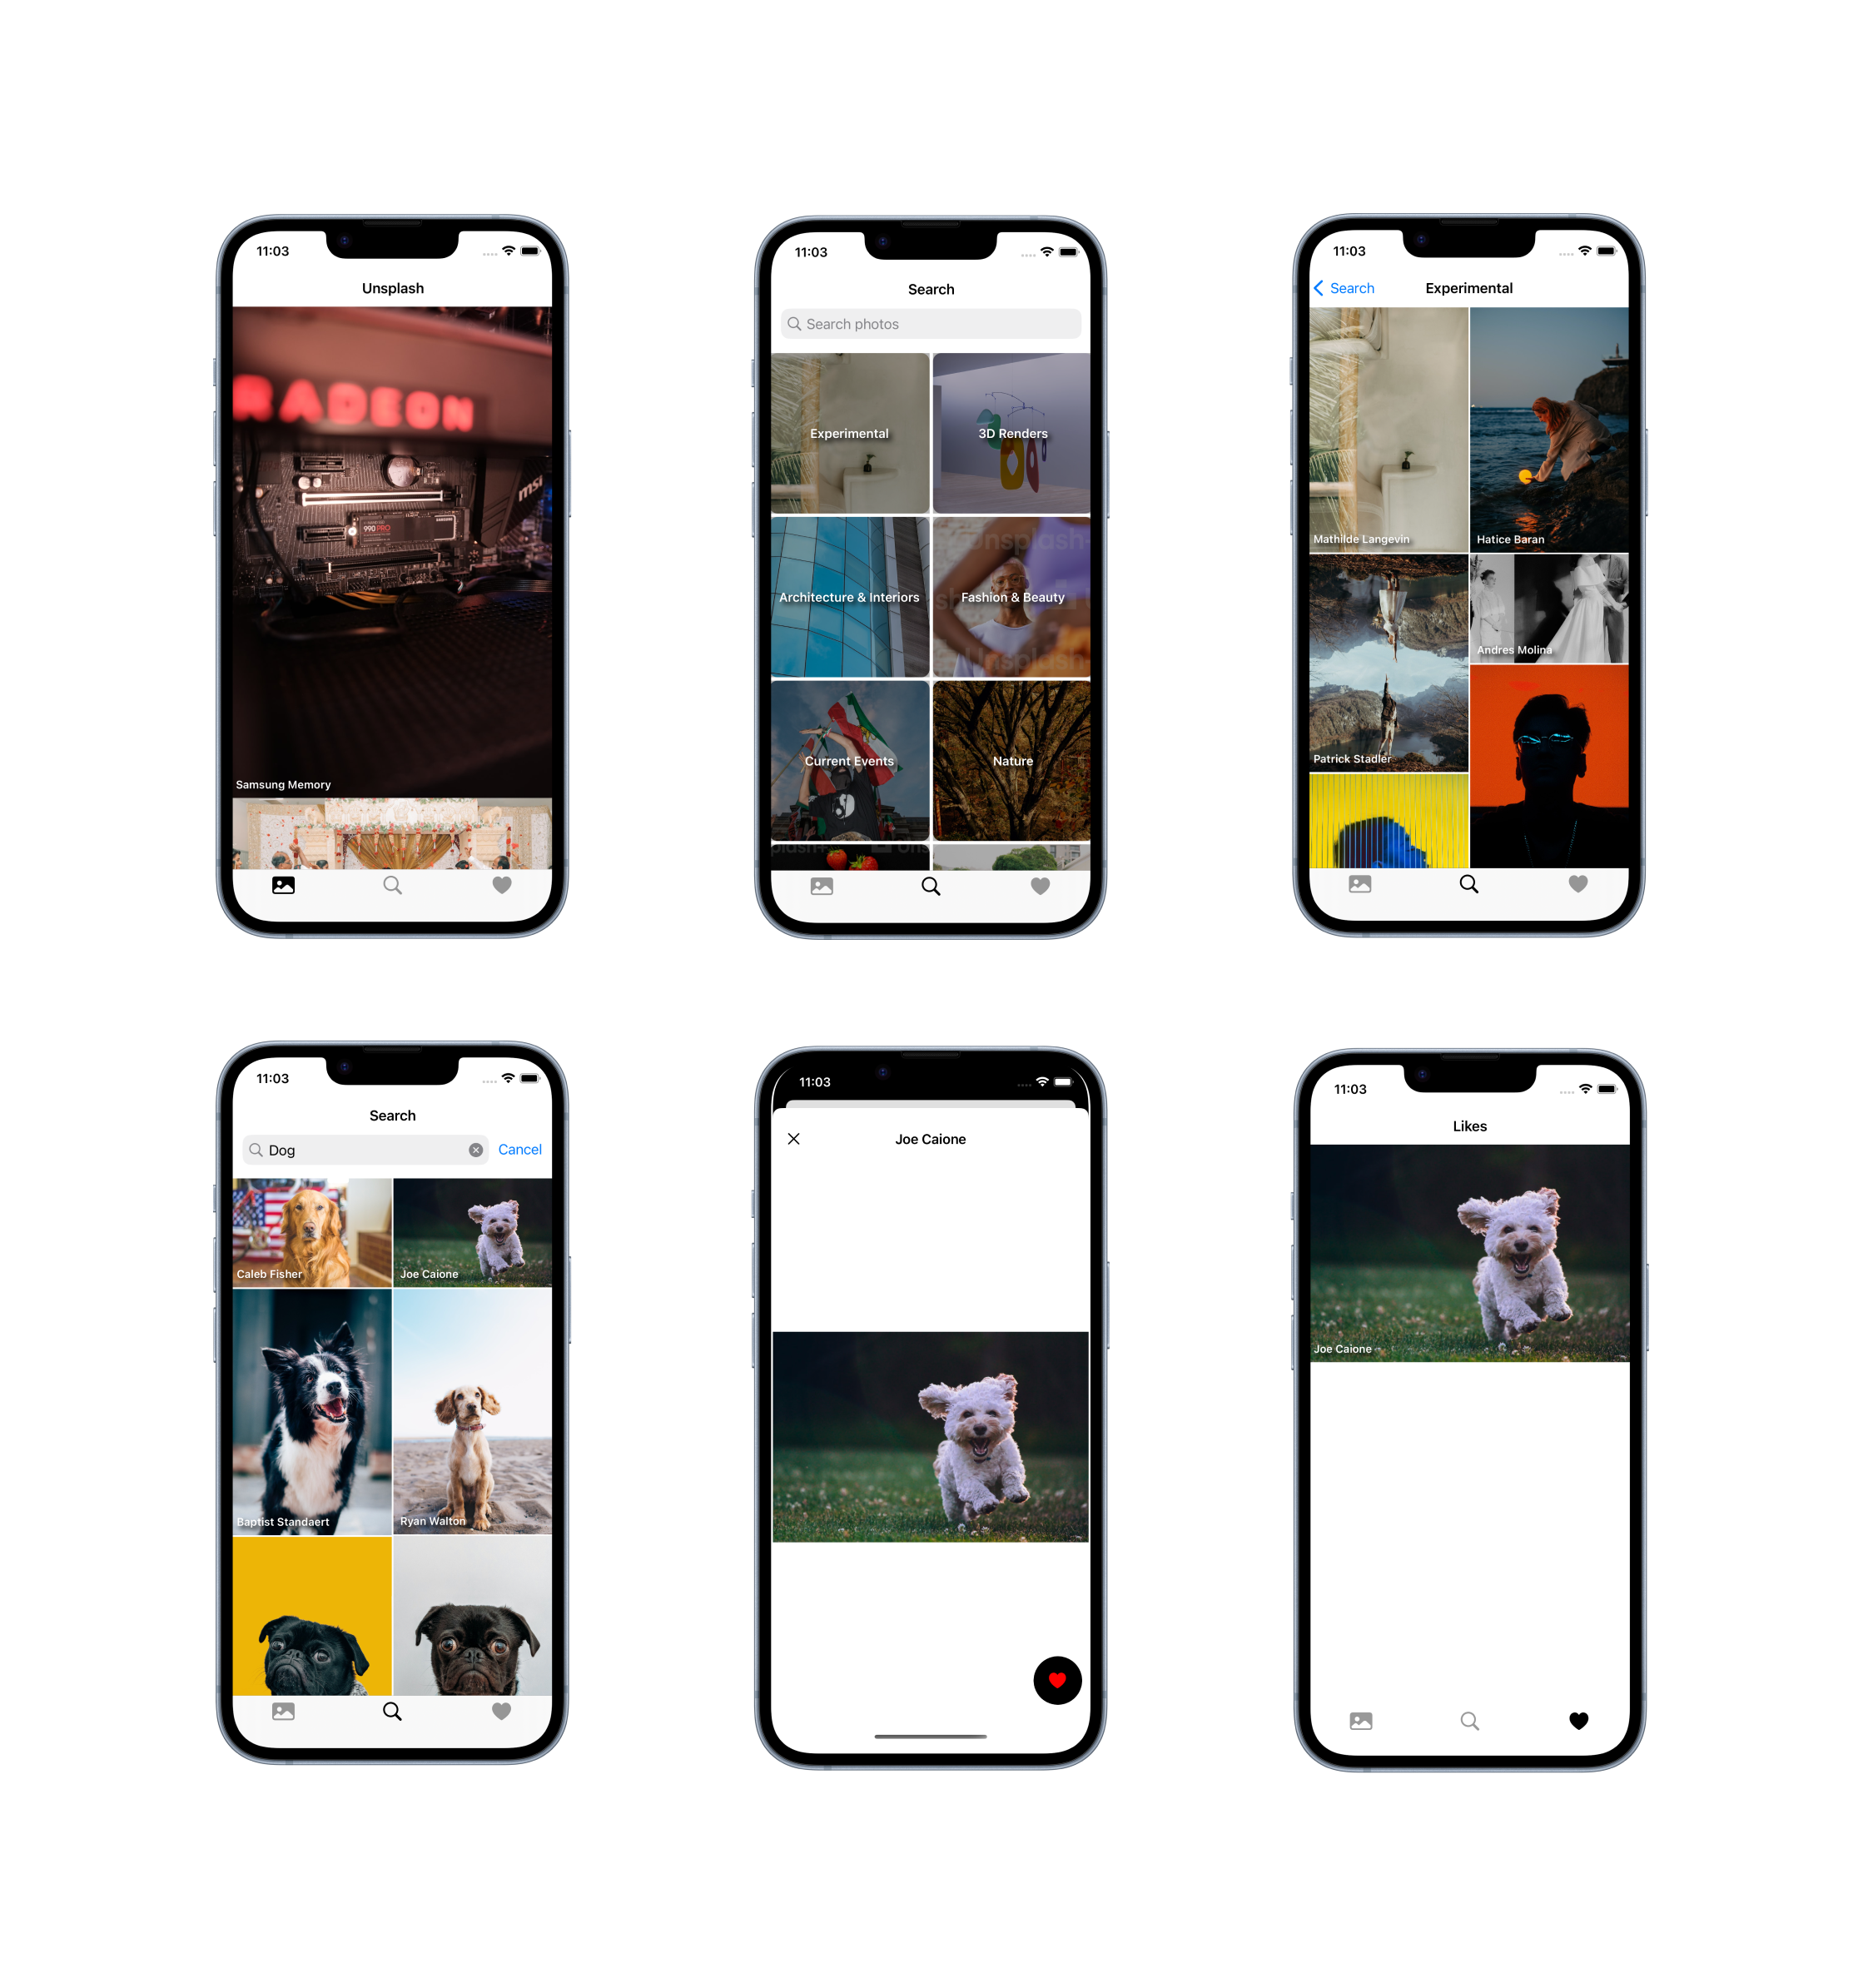 11:03
Unsplash
RADEON
msi
990 PRO
SAMSUNG
Samsung Memory
11:03
Search
Search photos
Experimental
3D Renders
Unsplash+
Architecture & Interiors
Fashion & Beauty
Unsplash+
Current Events
Nature
11:03
Search
Experimental
Mathilde Langevin
Hatice Baran
Andres Molina
Patrick Stadler
11:03
Search
Dog
Cancel
Caleb Fisher
Joe Caione
Baptist Standaert
Ryan Walton
11:03
Joe Caione
11:03
Likes
Joe Caione